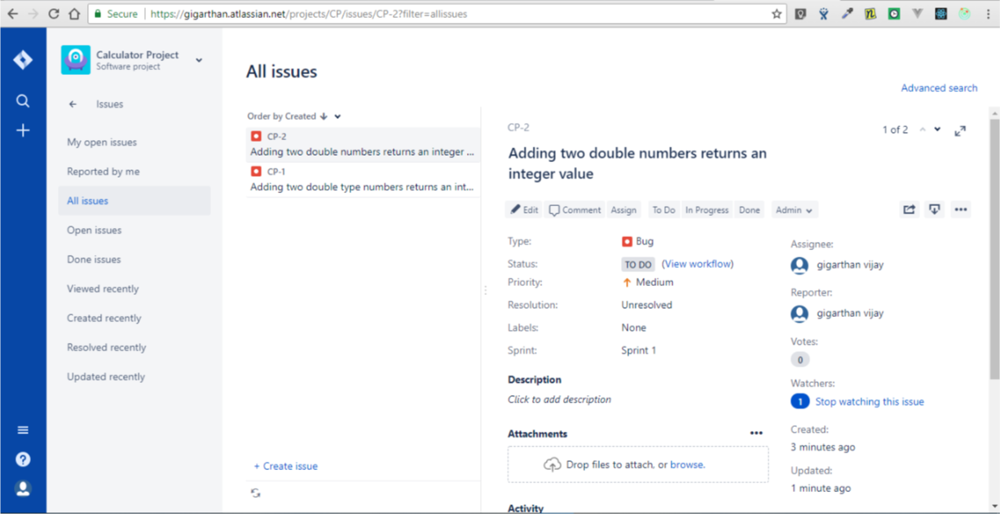 Secure
https://gigarthan.atlassian.net/projects/CP/issues/CP-2?filter=allissues
Calculator Project
Software project
Issues
My open issues
Reported by me
All issues
Open issues
Done issues
Viewed recently
Created recently
Resolved recently
Updated recently
All issues
Advanced search
Order by Created
CP-2
Adding two double numbers returns an integer ...
CP-1
Adding two double type numbers returns an int...
+ Create issue
CP-2
1 of 2
Adding two double numbers returns an
integer value
Edit Comment Assign To Do In Progress Done Admin
Type: Bug
Status: TO DO (View workflow)
Priority: Medium
Resolution: Unresolved
Labels: None
Sprint: Sprint 1
Description
Click to add description
Attachments
Drop files to attach, or browse.
Activity
Assignee:
gigarthan vijay
Reporter:
gigarthan vijay
Votes:
0
Watchers:
1 Stop watching this issue
Created:
3 minutes ago
Updated:
1 minute ago